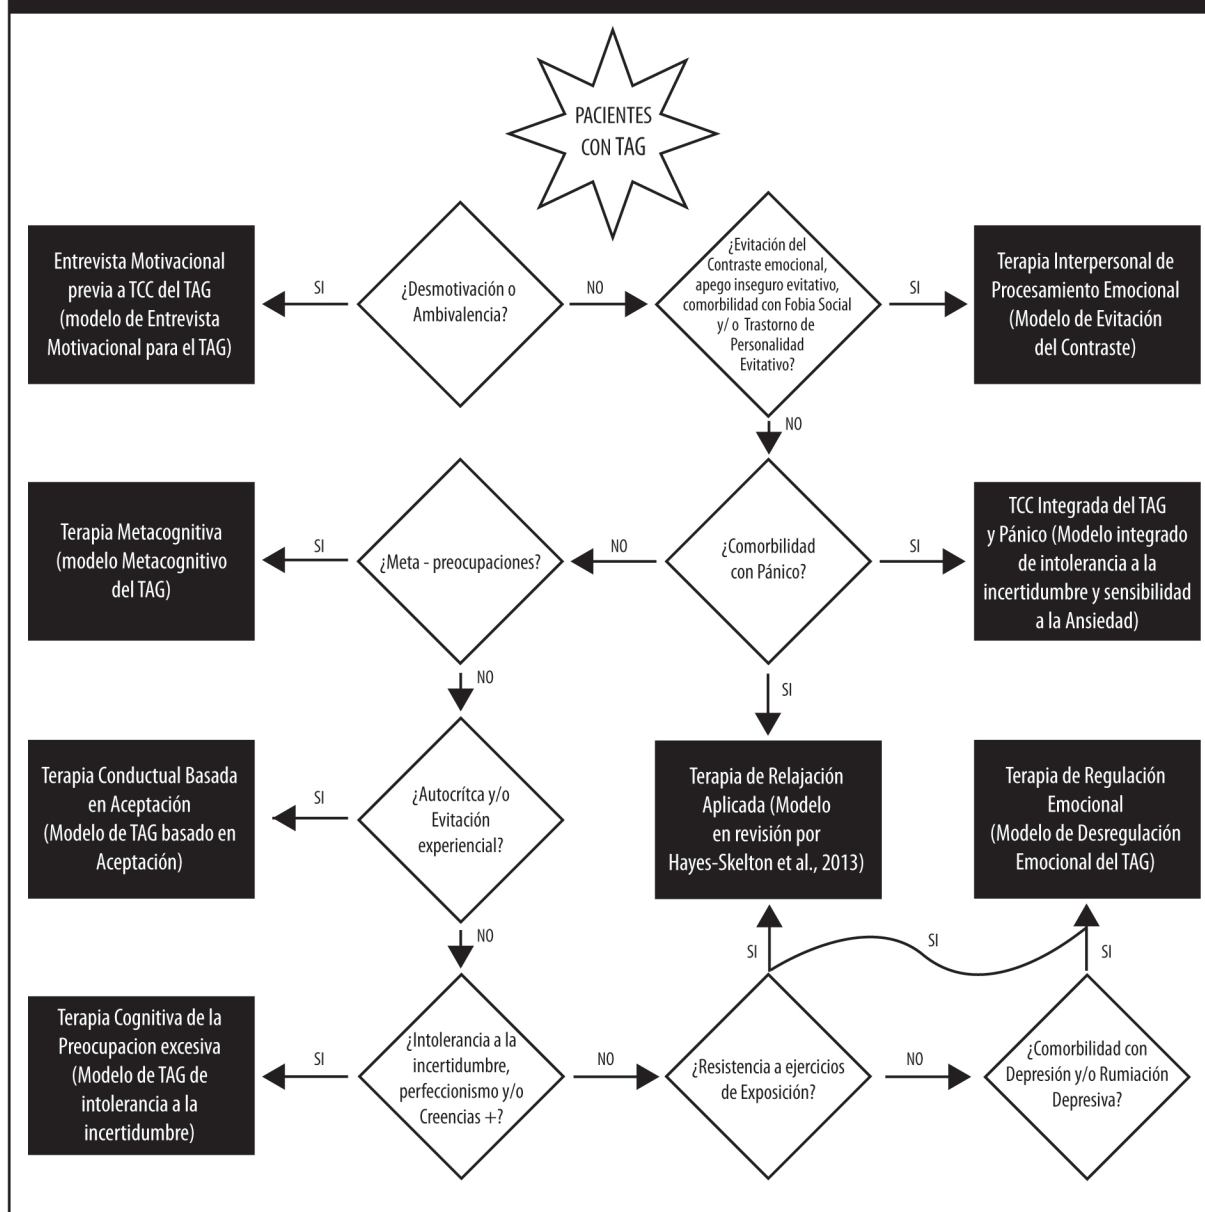 PACIENTES
CON TAG
Entrevista Motivacional
previa a TCC del TAG
(modelo de Entrevista
Motivacional para el TAG)
SI
¿Desmotivación o
Ambivalencia?
NO
¿Evitación del
Contraste emocional,
apego inseguro evitativo,
comorbilidad con Fobia Social
y/ o Trastorno de
Personalidad
Evitativo?
SI
Terapia Interpersonal de
Procesamiento Emocional
(Modelo de Evitación
del Contraste)
NO
Terapia Metacognitiva
(modelo Metacognitivo
del TAG)
SI
¿Meta - preocupaciones?
NO
¿Comorbilidad
con Pánico?
SI
TCC Integrada del TAG
y Pánico (Modelo integrado
de intolerancia a la
incertidumbre y sensibilidad
a la Ansiedad)
NO
SI
Terapia Conductual Basada
en Aceptación
(Modelo de TAG basado en
Aceptación)
SI
¿Autocrítca y/o
Evitación
experiencial?
Terapia de Relajación
Aplicada (Modelo
en revisión por
Hayes-Skelton et al., 2013)
Terapia de Regulación
Emocional
(Modelo de Desregulación
Emocional del TAG)
NO
SI
SI
SI
Terapia Cognitiva de la
Preocupacion excesiva
(Modelo de TAG de
intolerancia a la
incertidumbre)
SI
¿Intolerancia a la
incertidumbre,
perfeccionismo y/o
Creencias +?
NO
¿Resistencia a ejercicios
de Exposición?
NO
¿Comorbilidad con
Depresión y/o Rumiación
Depresiva?